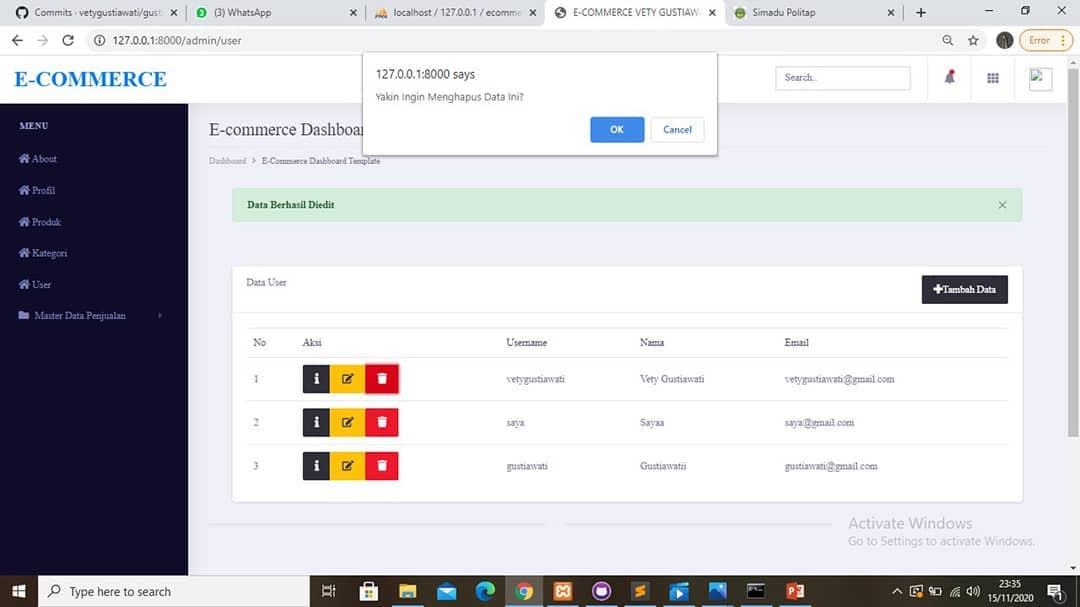 Commits · vetygustiawati/gust
(3) WhatsApp
localhost / 127.0.0.1 / ecomme
E-COMMERCE VETY GUSTIAW
Simadu Politap
127.0.0.1:8000/admin/user
Error
127.0.0.1:8000 says
Yakin Ingin Menghapus Data Ini?
OK
Cancel
E-COMMERCE
Search..
MENU
About
Profil
Produk
Kategori
User
Master Data Penjualan
E-commerce Dashboar
Dashboard > E-Commerce Dashboard Template
Data Berhasil Diedit
Data User
Tambah Data
No Aksi Username Nama Email
1 vetygustiawati Vety Gustiawati vetygustiawati@gmail.com
2 saya Sayaa saya@gmail.com
3 gustiawati Gustiawatii gustiawati@gmail.com
Activate Windows
Go to Settings to activate Windows.
Type here to search
23:35
15/11/2020
1